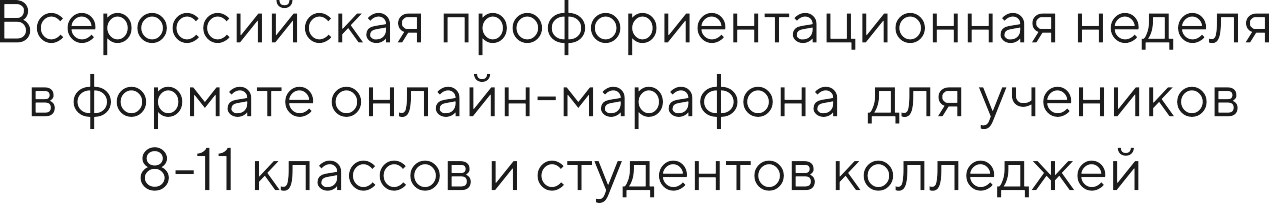 Всероссийская профориентационная неделя
в формате онлайн-марафона для учеников
8-11 классов и студентов колледжей